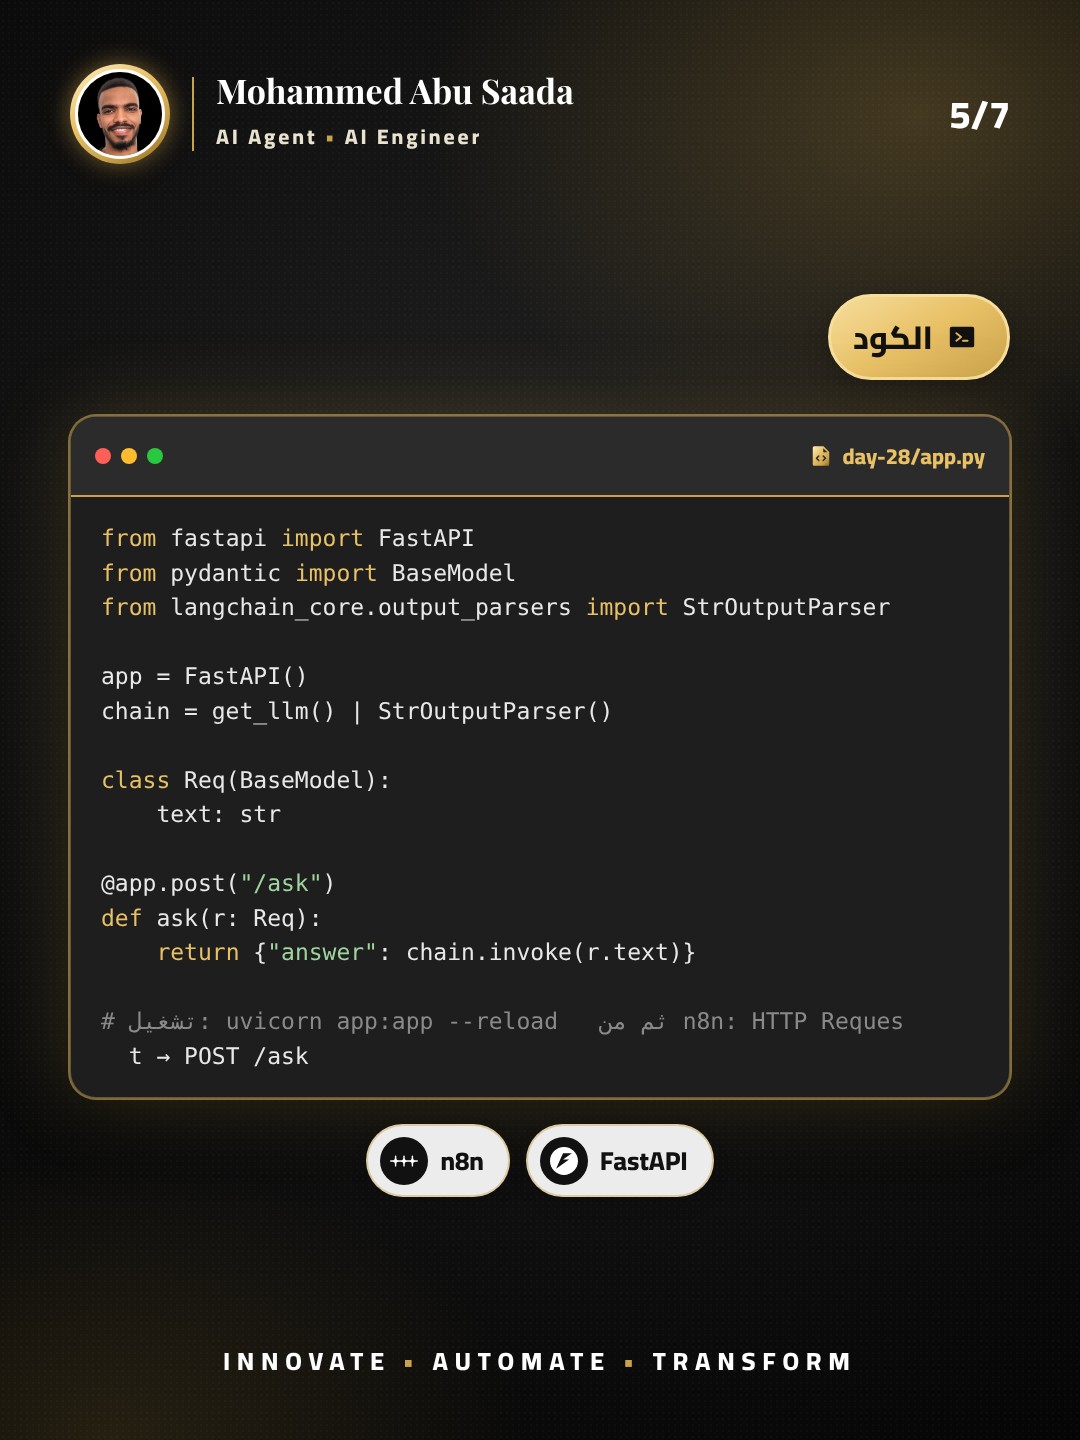 Mohammed Abu Saada
AI Agent ▪ AI Engineer
5/7
الكود
day-28/app.py
from fastapi import FastAPI
from pydantic import BaseModel
from langchain_core.output_parsers import StrOutputParser
app = FastAPI()
chain = get_llm() | StrOutputParser()
class Req(BaseModel):
    text: str
@app.post("/ask")
def ask(r: Req):
    return {"answer": chain.invoke(r.text)}
# تشغيل: uvicorn app:app --reload   ثم من n8n: HTTP Reques
  t → POST /ask
n8n
FastAPI
INNOVATE ▪ AUTOMATE ▪ TRANSFORM